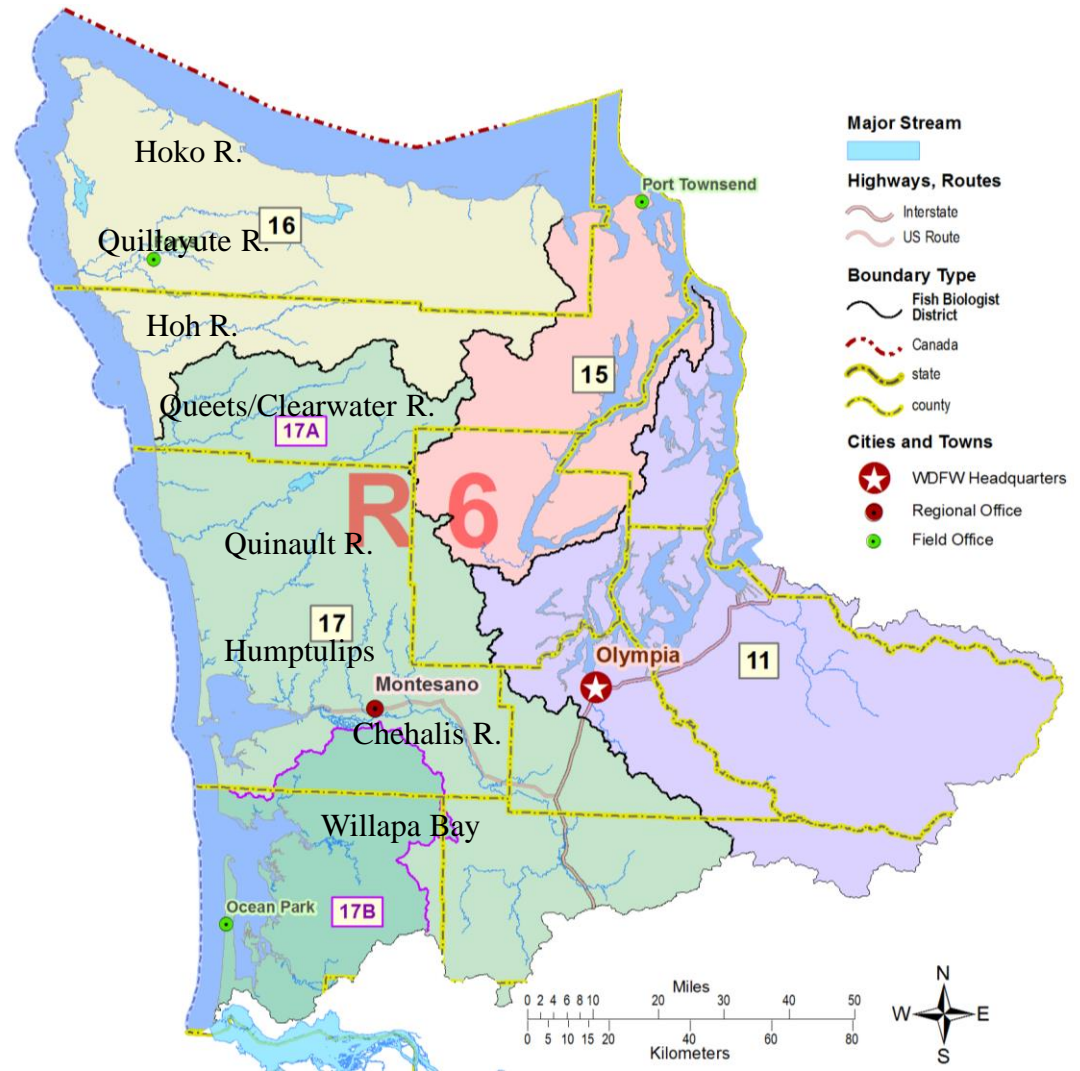 Hoko R.
16
Quillayute R.
Hoh R.
Port Townsend
15
Queets/Clearwater R.
17A
R 6
Quinault R.
17
Humptulips
Montesano
Olympia
11
Chehalis R.
Willapa Bay
Ocean Park
17B
Major Stream
Highways, Routes
Interstate
US Route
Boundary Type
Fish Biologist
District
Canada
state
county
Cities and Towns
WDFW Headquarters
Regional Office
Field Office
Miles
0 2 4 6 8 10 20 30 40 50
0 5 10 15 20 40 60 80
Kilometers
N
W E
S